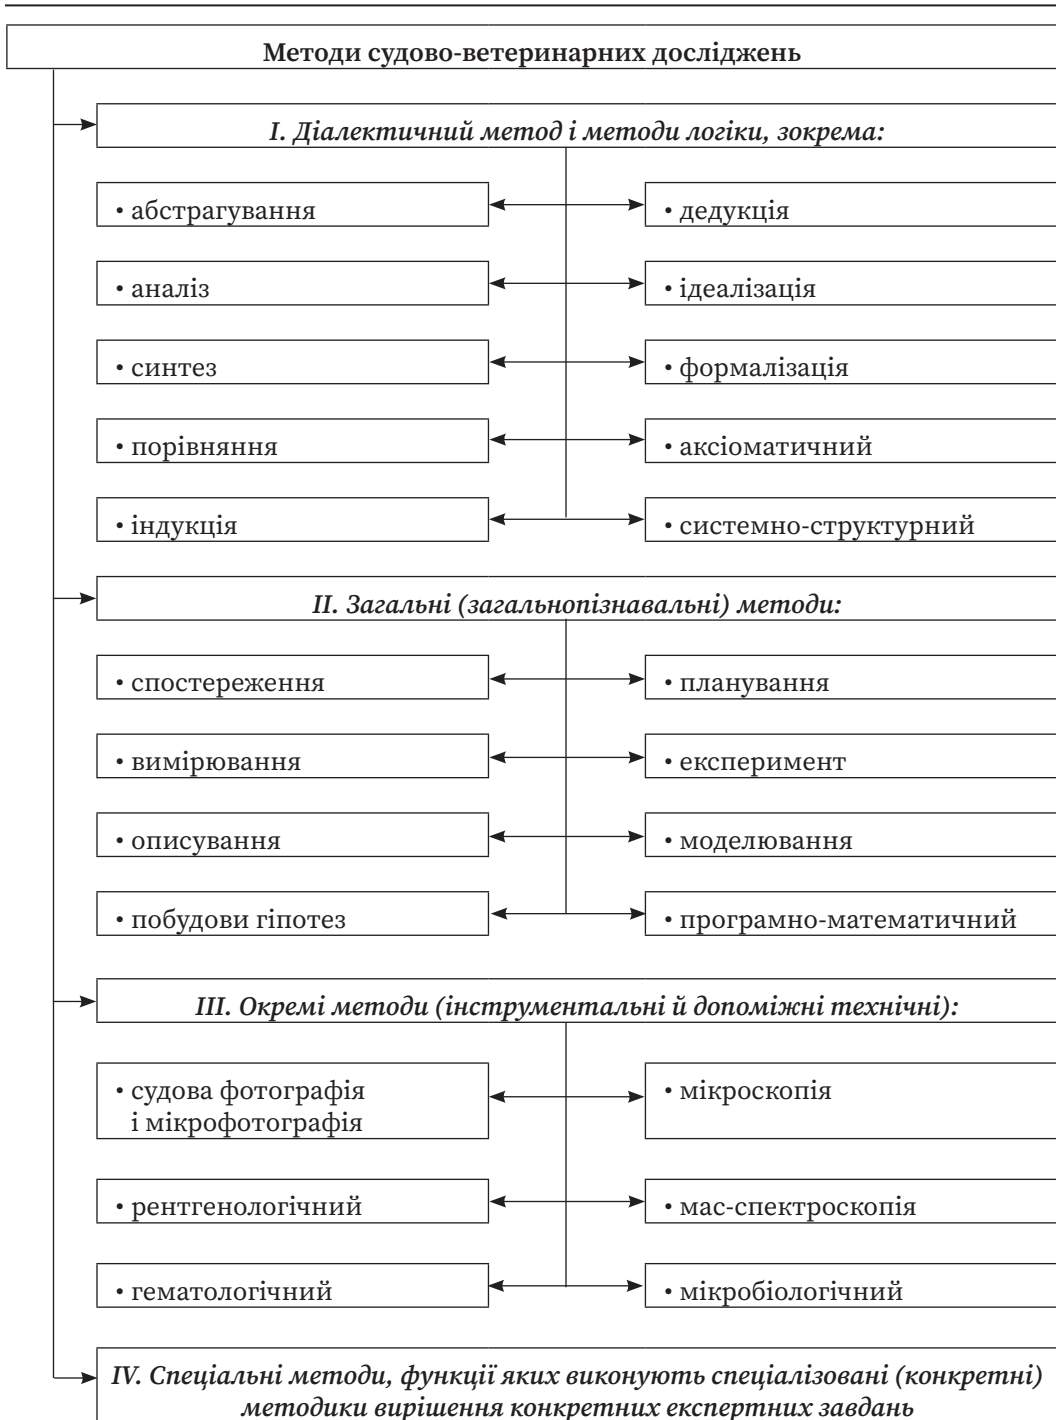 Методи судово-ветеринарних досліджень
I. Діалектичний метод і методи логіки, зокрема:
• абстрагування
• дедукція
• аналіз
• ідеалізація
• синтез
• формалізація
• порівняння
• аксіоматичний
• індукція
• системно-структурний
II. Загальні (загальнопізнавальні) методи:
• спостереження
• планування
• вимірювання
• експеримент
• описування
• моделювання
• побудови гіпотез
• програмно-математичний
III. Окремі методи (інструментальні й допоміжні технічні):
• судова фотографія
і мікрофотографія
• мікроскопія
• рентгенологічний
• мас-спектроскопія
• гематологічний
• мікробіологічний
IV. Спеціальні методи, функції яких виконують спеціалізовані (конкретні)
методики вирішення конкретних експертних завдань